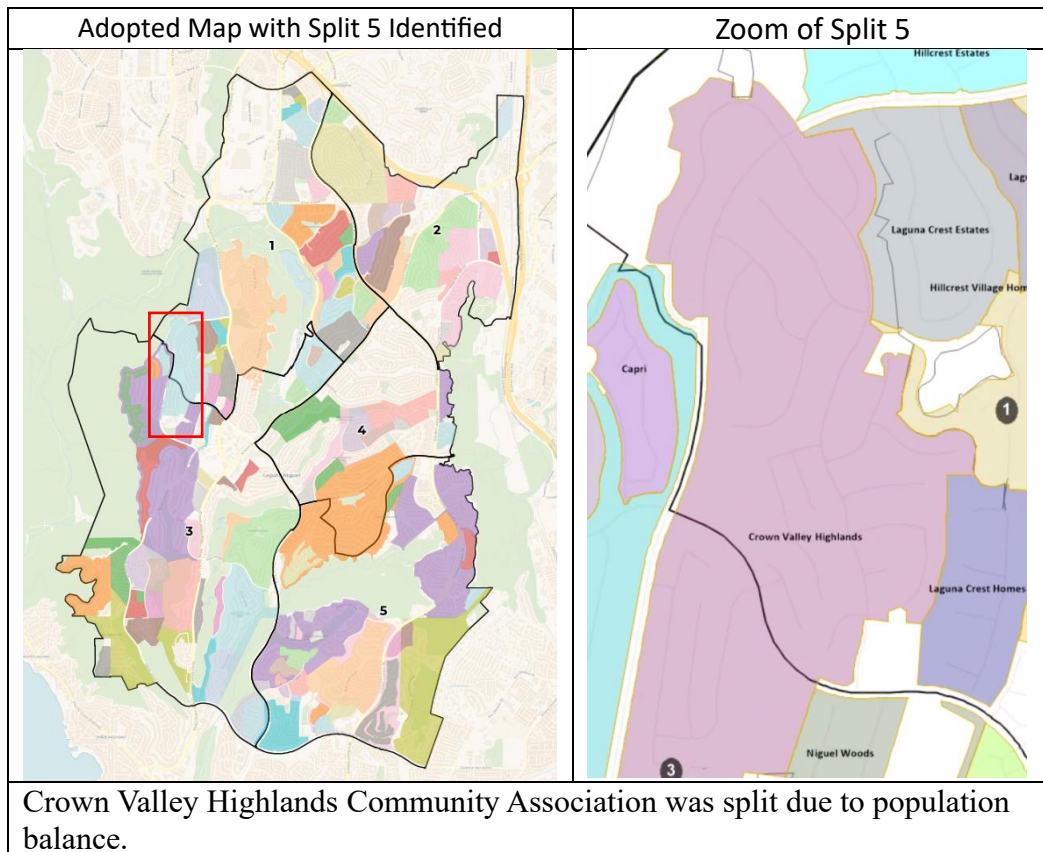 Adopted Map with Split 5 Identified
Zoom of Split 5
1
2
3
4
5
Hillcrest Estates
Lagu
Laguna Crest Estates
Hillcrest Village Hom
Capri
1
Crown Valley Highlands
Laguna Crest Homes
Niguel Woods
3
Crown Valley Highlands Community Association was split due to population
balance.